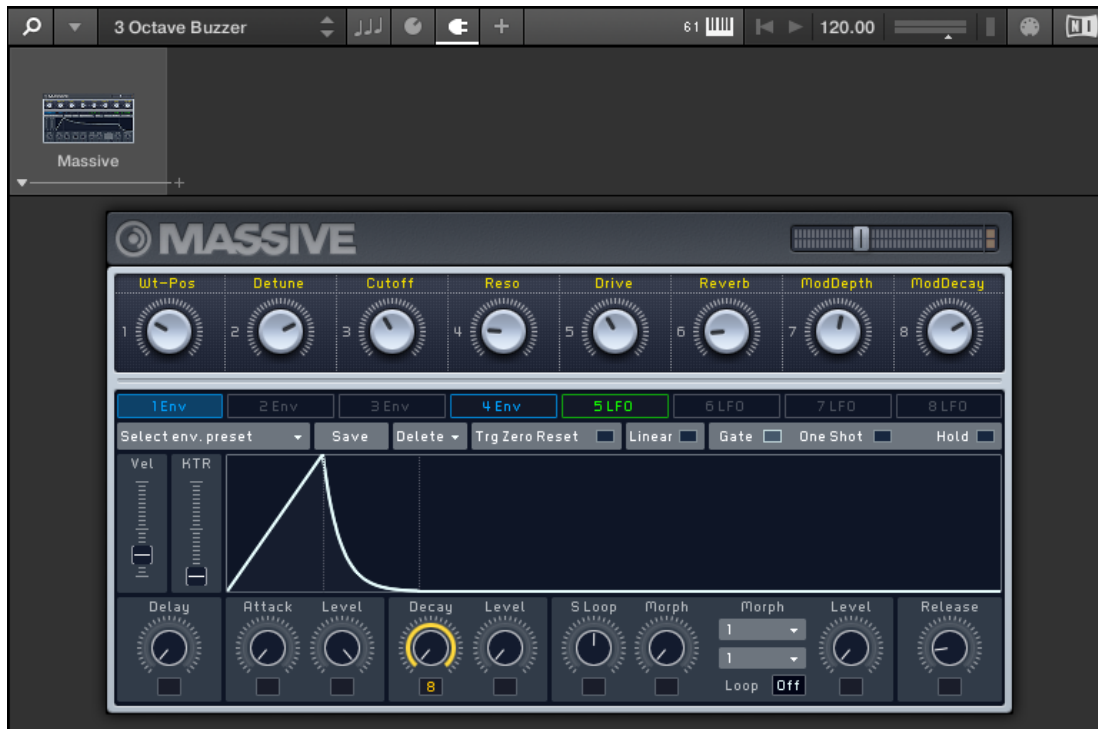 3 Octave Buzzer 61 120.00 NI
Massive
MASSIVE
Wt-Pos Detune Cutoff Reso Drive Reverb ModDepth ModDecay
1 2 3 4 5 6 7 8
1 Env 2 Env 3 Env 4 Env 5 LFO 6 LFO 7 LFO 8 LFO
Select env. preset Save Delete Trg Zero Reset Linear Gate One Shot Hold
Vel KTR
Delay Attack Level Decay Level S Loop Morph Morph Level Release
1
1
8 Loop Off